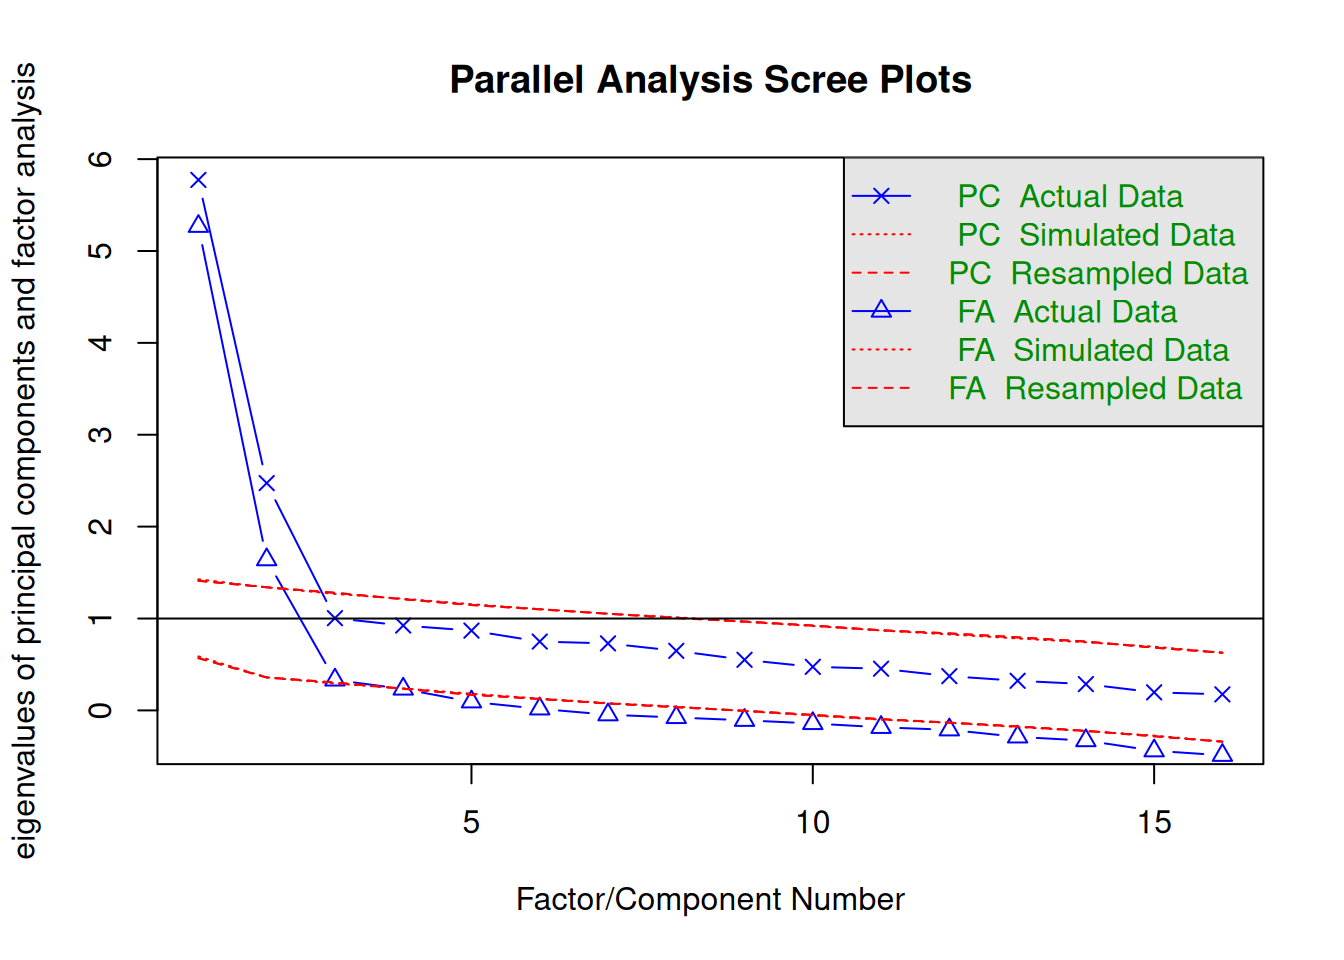 Parallel Analysis Scree Plots
eigenvalues of principal components and factor analysis
6
5
4
3
2
1
0
PC Actual Data
PC Simulated Data
PC Resampled Data
FA Actual Data
FA Simulated Data
FA Resampled Data
5 10 15
Factor/Component Number